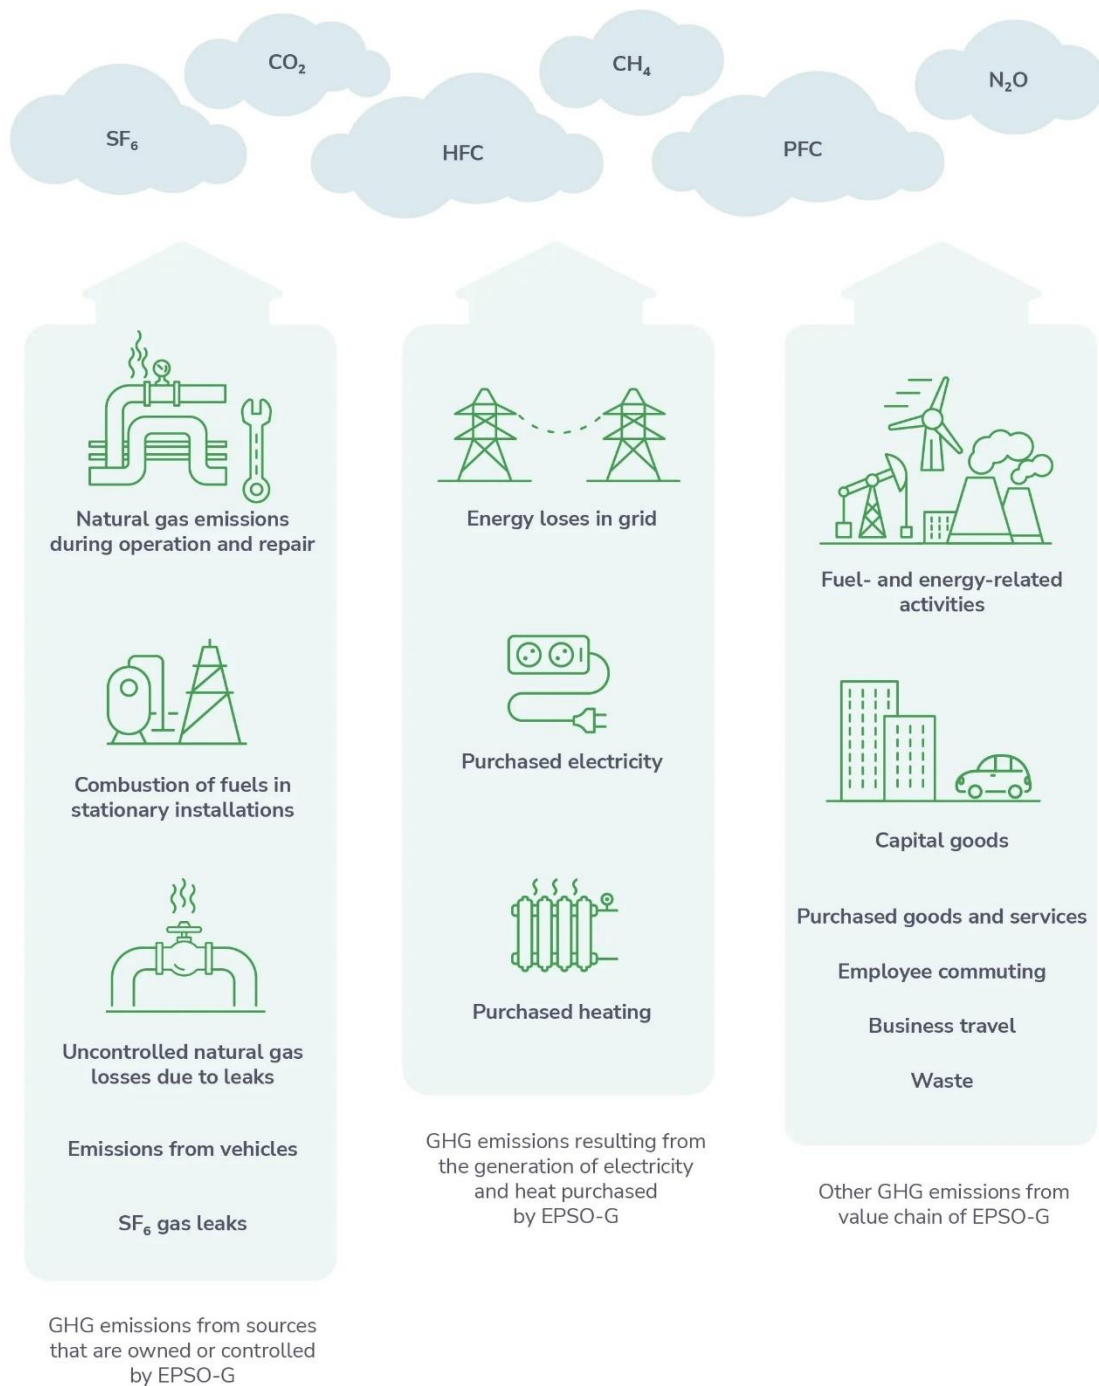 CO₂
CH₄
N₂O
SF₆
HFC
PFC
Natural gas emissions
during operation and repair
Combustion of fuels in
stationary installations
Uncontrolled natural gas
losses due to leaks
Emissions from vehicles
SF₆ gas leaks
GHG emissions from sources
that are owned or controlled
by EPSO-G
Energy loses in grid
Purchased electricity
Purchased heating
GHG emissions resulting from
the generation of electricity
and heat purchased
by EPSO-G
Fuel- and energy-related
activities
Capital goods
Purchased goods and services
Employee commuting
Business travel
Waste
Other GHG emissions from
value chain of EPSO-G